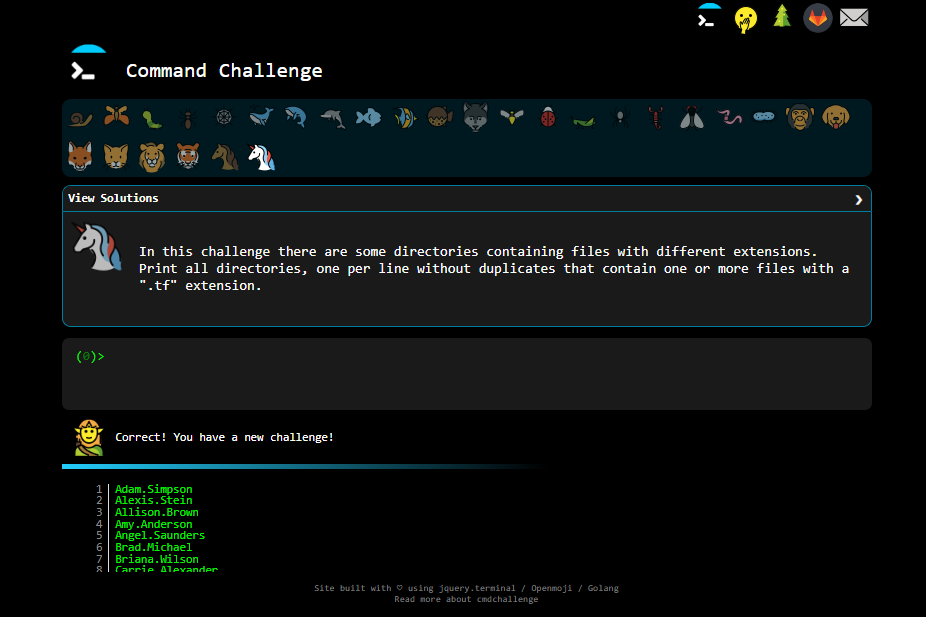 Command Challenge
View Solutions
In this challenge there are some directories containing files with different extensions.
Print all directories, one per line without duplicates that contain one or more files with a
".tf" extension.
(0)>
Correct! You have a new challenge!
1 Adam.Simpson
2 Alexis.Stein
3 Allison.Brown
4 Amy.Anderson
5 Angel.Saunders
6 Brad.Michael
7 Briana.Wilson
8 Carrie.Alexander
Site built with ♡ using jquery.terminal / Openmoji / Golang
Read more about cmdchallenge